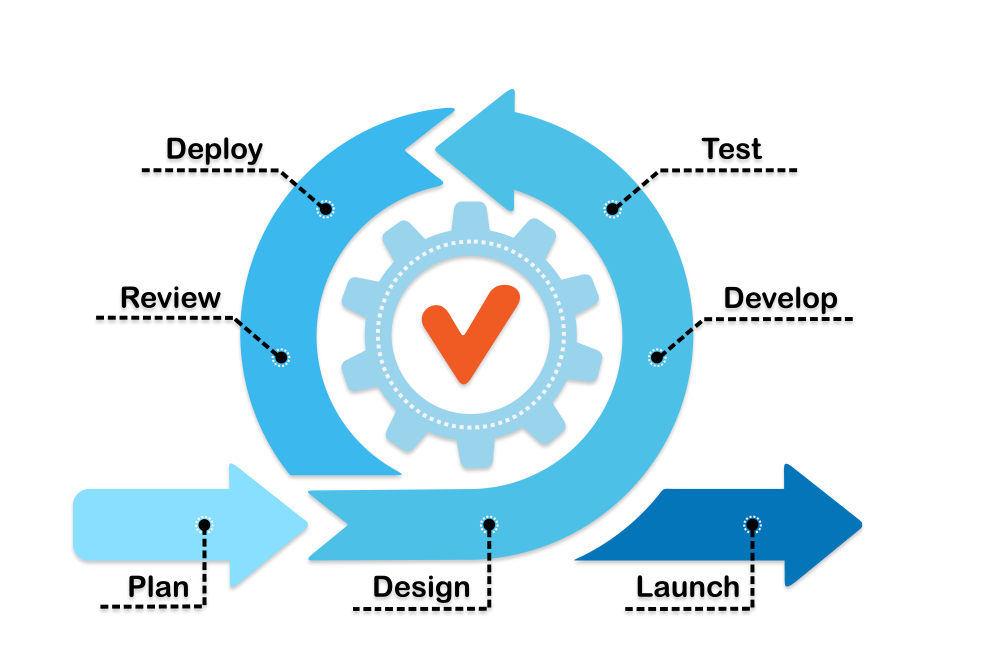 Deploy
Test
Review
Develop
Plan
Design
Launch